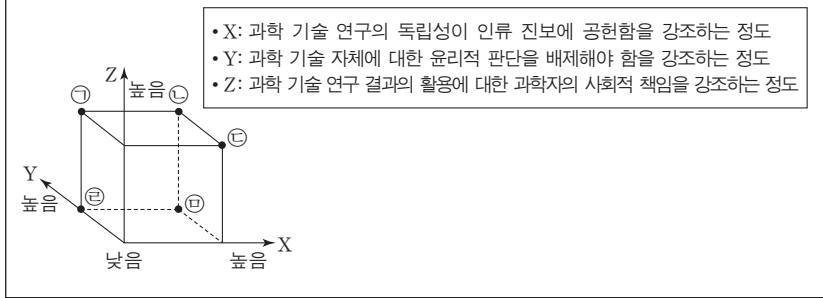 • X: 과학 기술 연구의 독립성이 인류 진보에 공헌함을 강조하는 정도
• Y: 과학 기술 자체에 대한 윤리적 판단을 배제해야 함을 강조하는 정도
• Z: 과학 기술 연구 결과의 활용에 대한 과학자의 사회적 책임을 강조하는 정도
Z
높음
㉠
㉡
㉢
Y
높음
㉣
㉤
X
낮음
높음